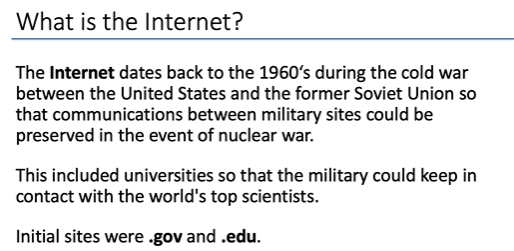 What is the Internet?
The Internet dates back to the 1960‘s during the cold war
between the United States and the former Soviet Union so
that communications between military sites could be
preserved in the event of nuclear war.
This included universities so that the military could keep in
contact with the world's top scientists.
Initial sites were .gov and .edu.